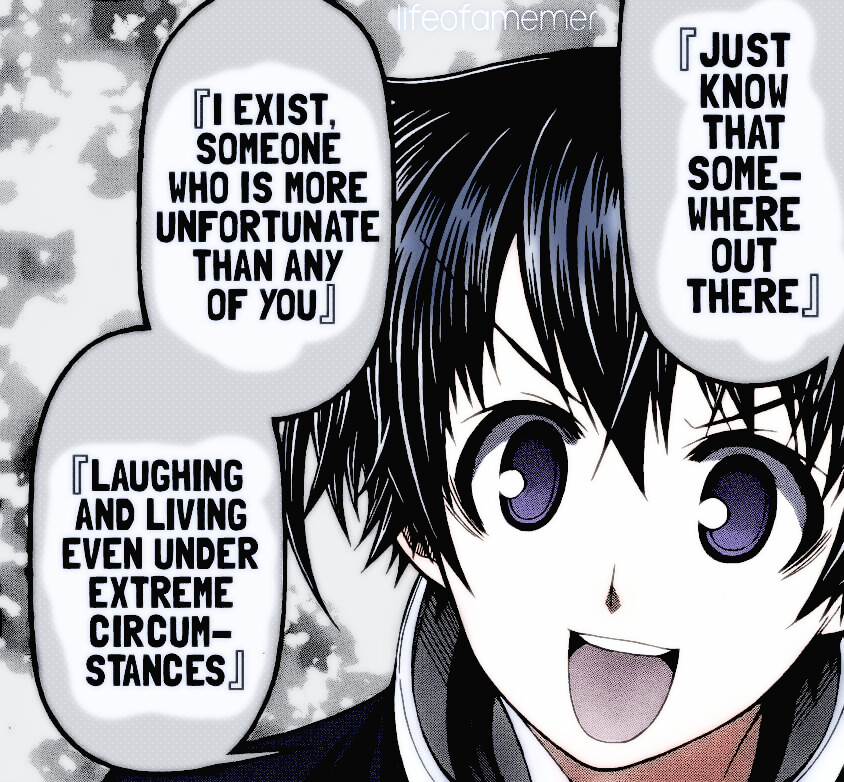 lifeofamemer
『JUST
KNOW
THAT
SOME-
WHERE
OUT
THERE』
『I EXIST,
SOMEONE
WHO IS MORE
UNFORTUNATE
THAN ANY
OF YOU』
『LAUGHING
AND LIVING
EVEN UNDER
EXTREME
CIRCUM-
STANCES』